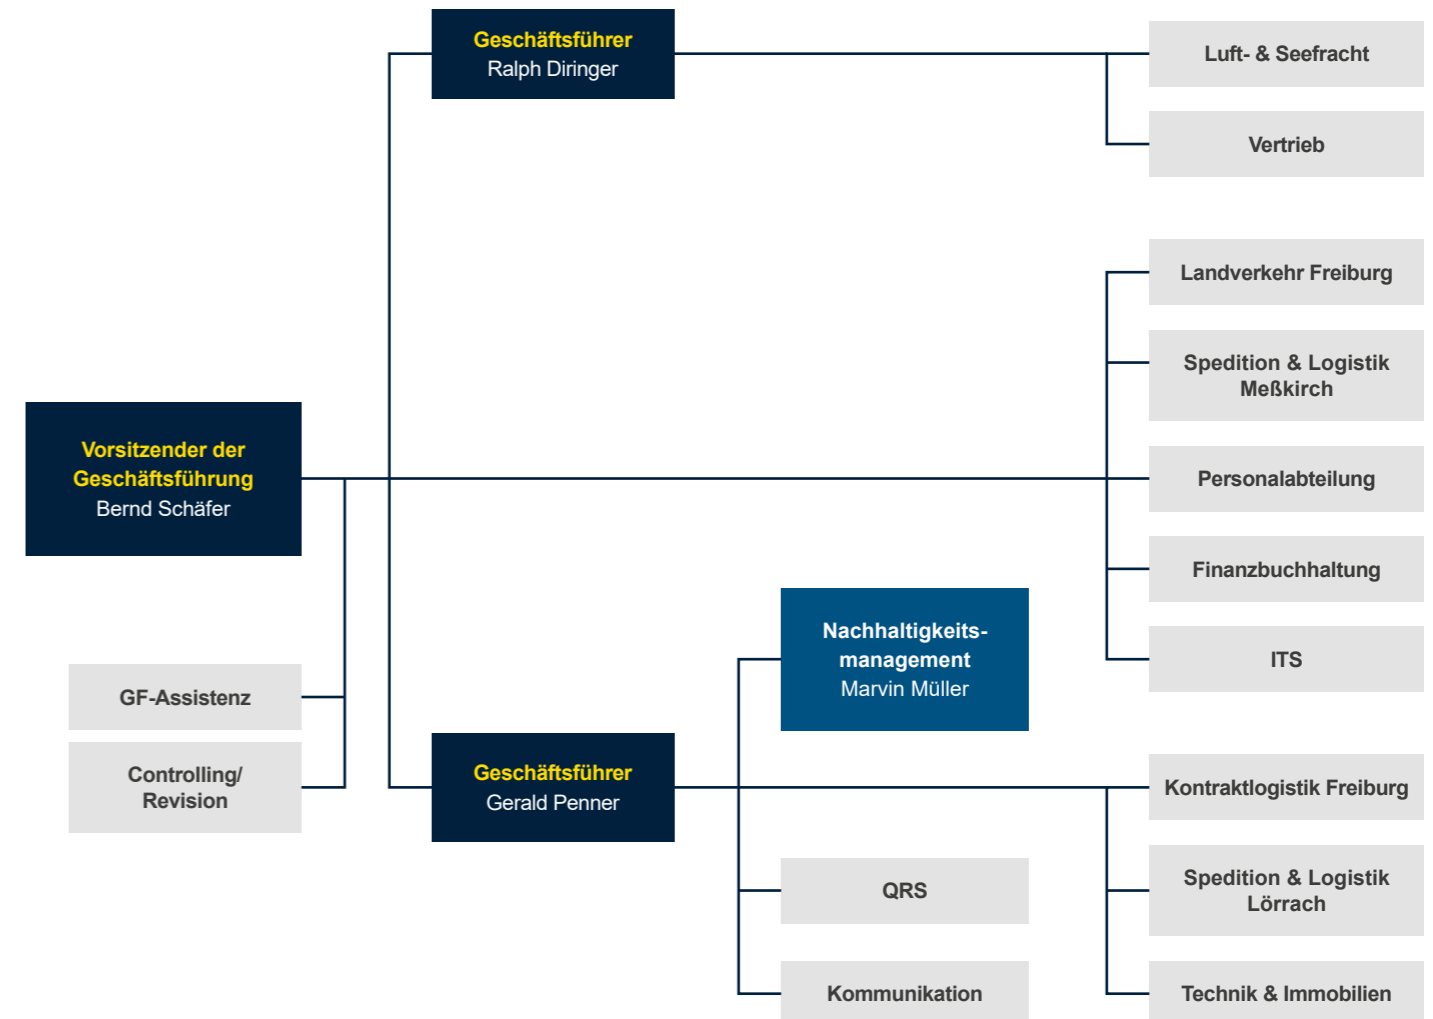 Geschäftsführer
Ralph Diringer
Luft- & Seefracht
Vertrieb
Landverkehr Freiburg
Spedition & Logistik
Meßkirch
Vorsitzender der
Geschäftsführung
Bernd Schäfer
Personalabteilung
Finanzbuchhaltung
ITS
Nachhaltigkeits-
management
Marvin Müller
GF-Assistenz
Controlling/
Revision
Geschäftsführer
Gerald Penner
Kontraktlogistik Freiburg
QRS
Spedition & Logistik
Lörrach
Kommunikation
Technik & Immobilien